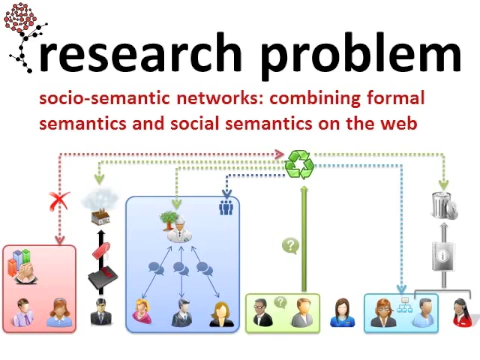 research problem
socio-semantic networks: combining formal
semantics and social semantics on the web
?
?